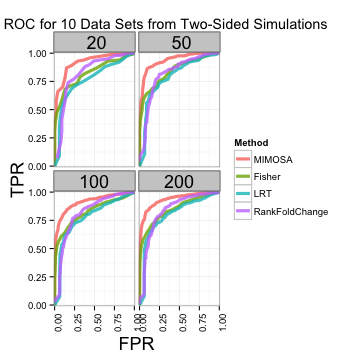 ROC for 10 Data Sets from Two-Sided Simulations
20 50
1.00
0.75
0.50
0.25
0.00
100 200
1.00
0.75
0.50
0.25
0.00
TPR
0.00 0.25 0.50 0.75 1.00 0.00 0.25 0.50 0.75 1.00
FPR
Method
MIMOSA
Fisher
LRT
RankFoldChange